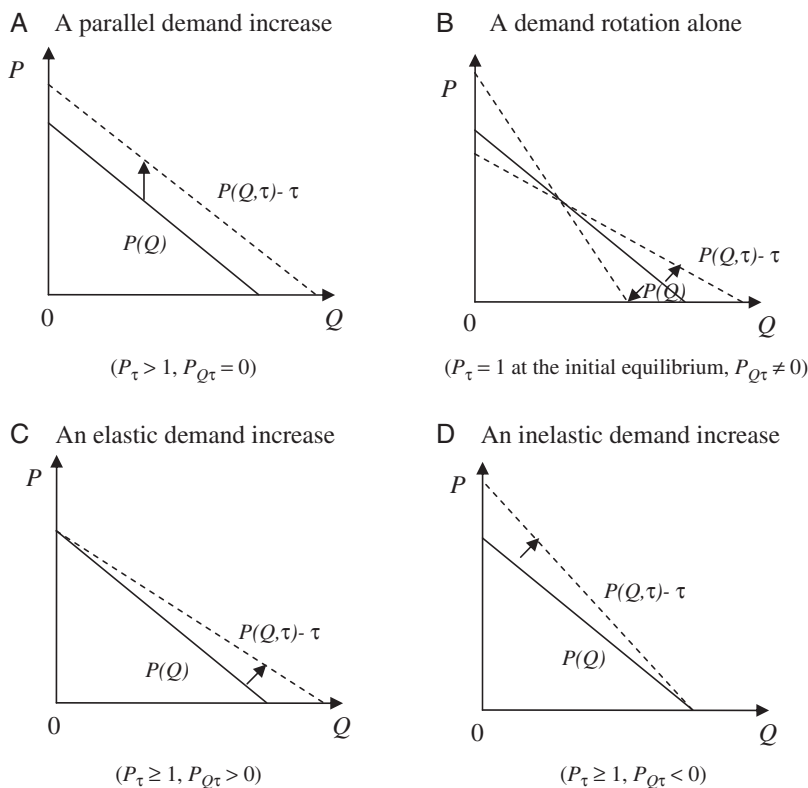 A A parallel demand increase
P
P(Q,τ)- τ
P(Q)
0
Q
(Pτ > 1, PQτ = 0)
B A demand rotation alone
P
P(Q,τ)- τ
P(Q)
0
Q
(Pτ = 1 at the initial equilibrium, PQτ ≠ 0)
C An elastic demand increase
P
P(Q,τ)- τ
P(Q)
0
Q
(Pτ ≥ 1, PQτ > 0)
D An inelastic demand increase
P
P(Q,τ)- τ
P(Q)
0
Q
(Pτ ≥ 1, PQτ < 0)